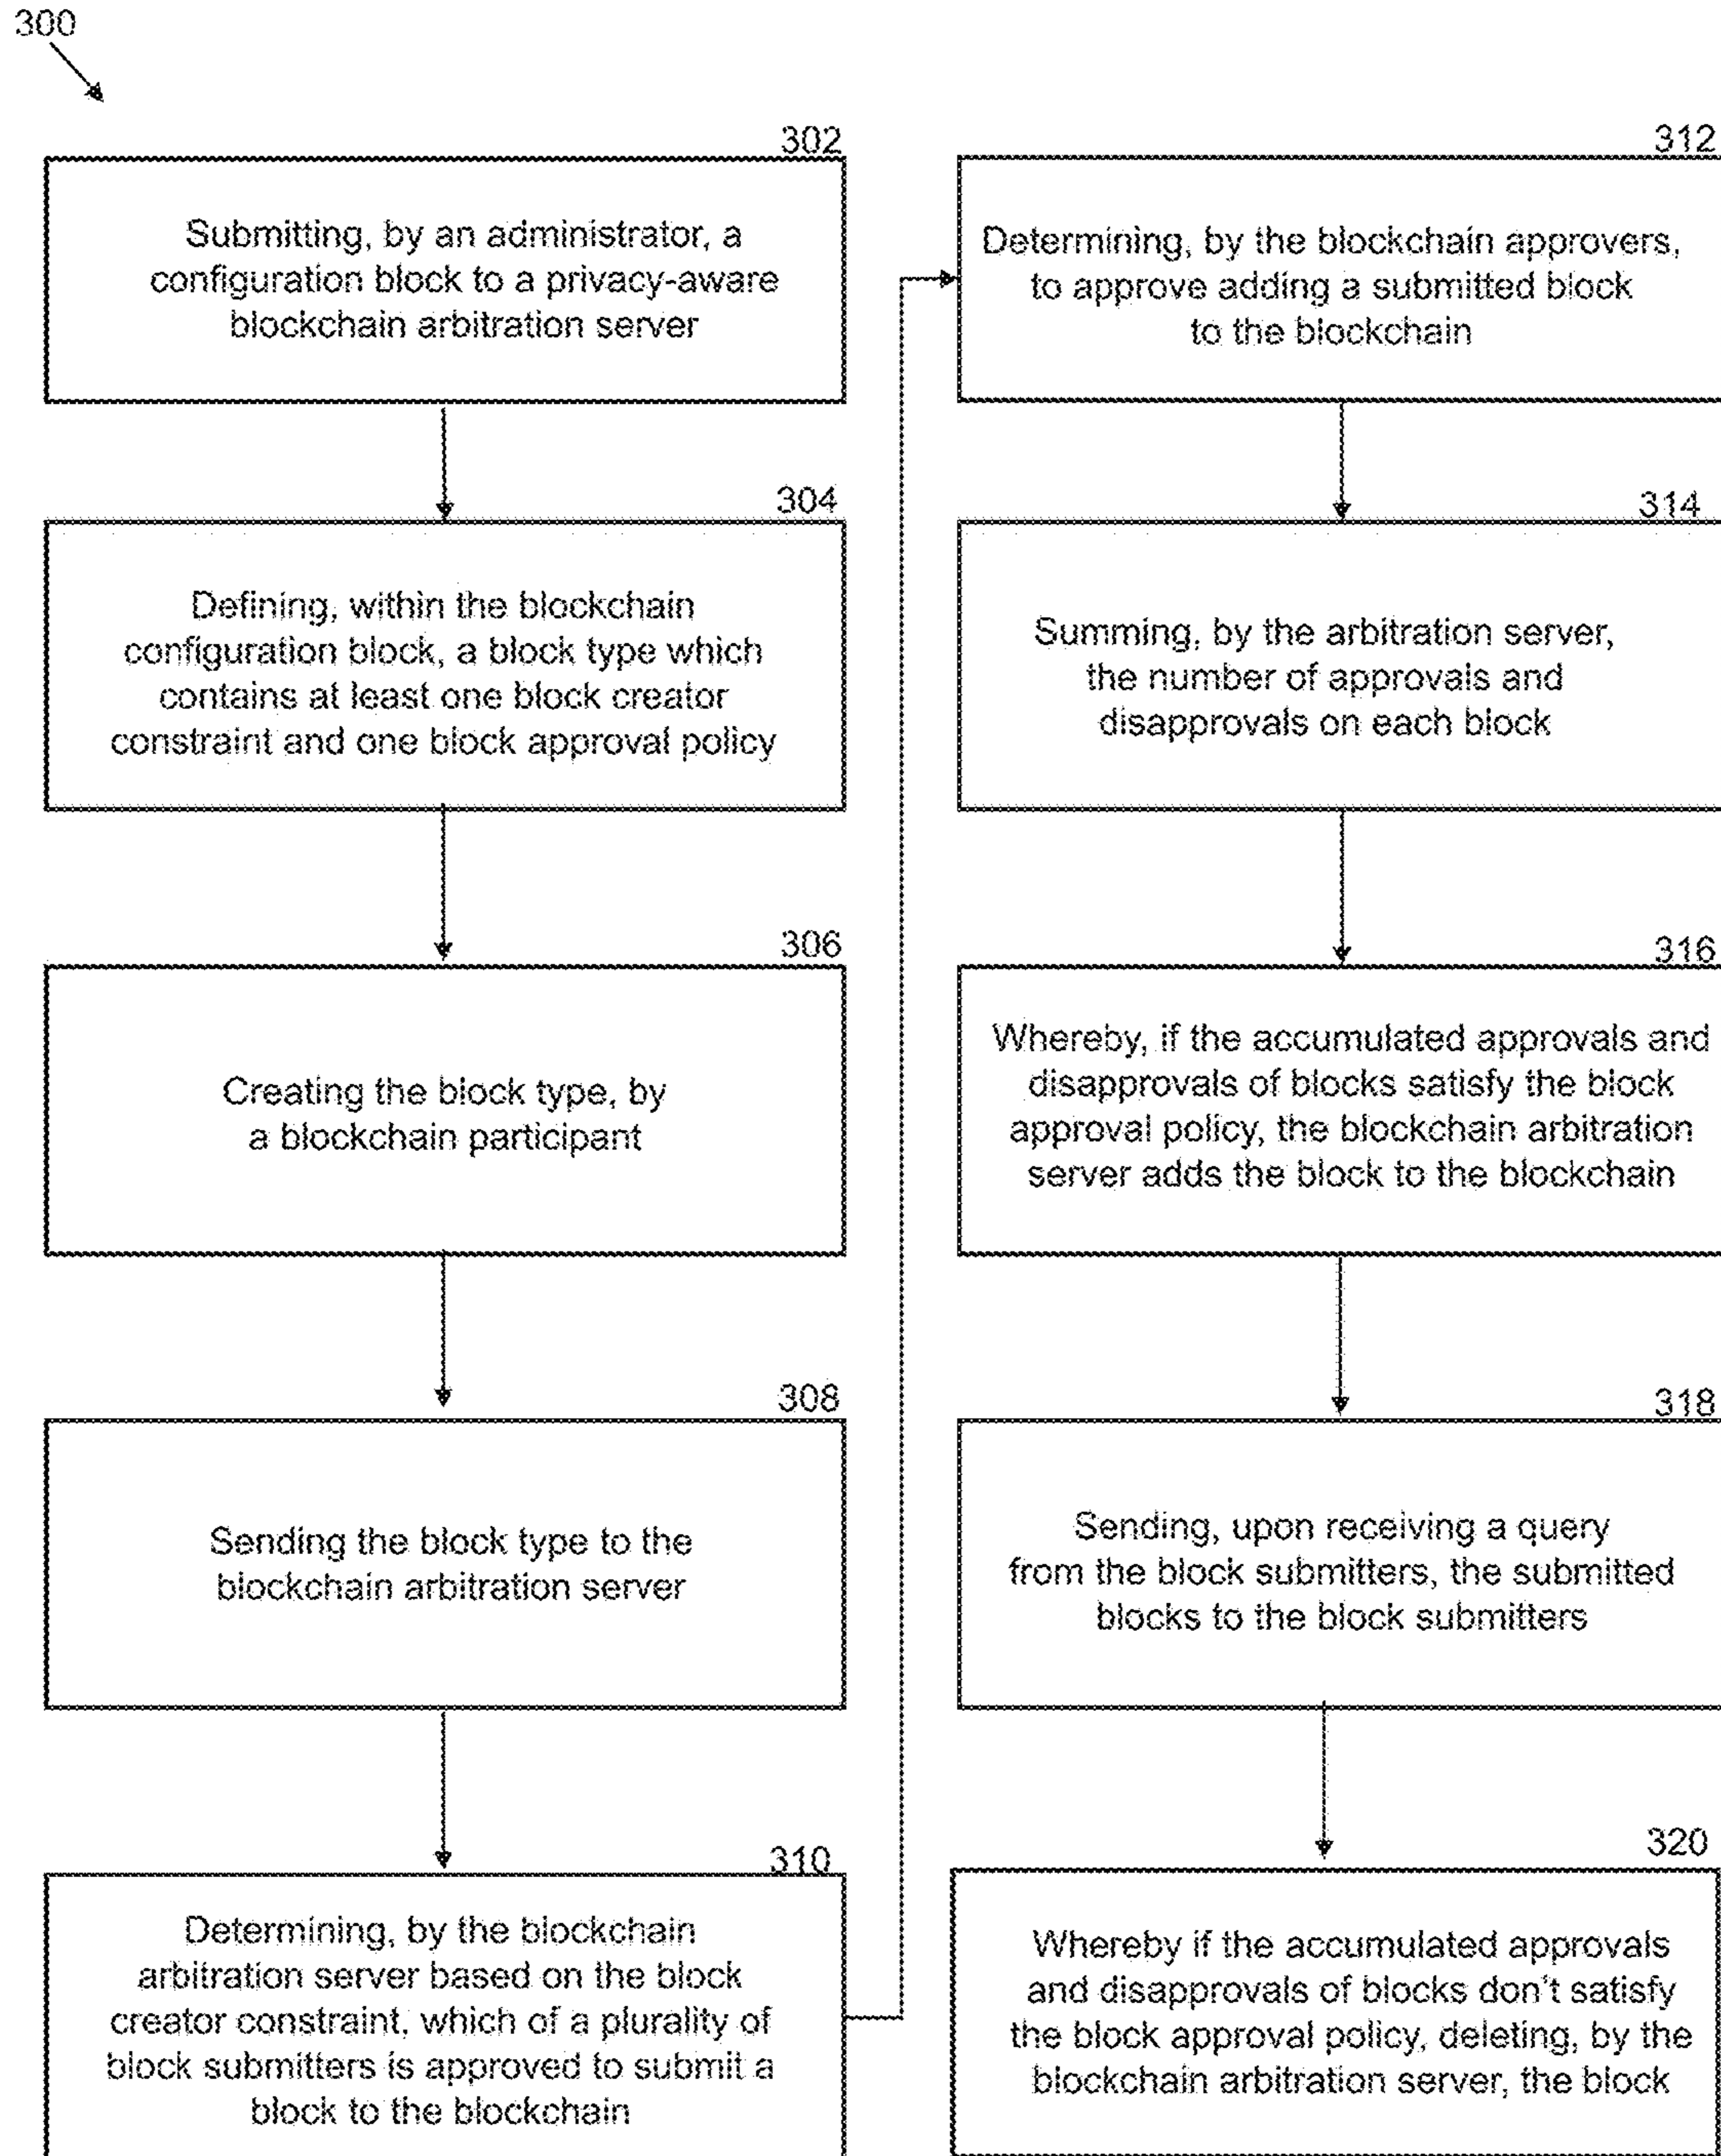 300
302
Submitting, by an administrator, a
configuration block to a privacy-aware
blockchain arbitration server
304
Defining, within the blockchain
configuration block, a block type which
contains at least one block creator
constraint and one block approval policy
306
Creating the block type, by
a blockchain participant
308
Sending the block type to the
blockchain arbitration server
310
Determining, by the blockchain
arbitration server based on the block
creator constraint, which of a plurality of
block submitters is approved to submit a
block to the blockchain
312
Determining, by the blockchain approvers,
to approve adding a submitted block
to the blockchain
314
Summing, by the arbitration server,
the number of approvals and
disapprovals on each block
316
Whereby, if the accumulated approvals and
disapprovals of blocks satisfy the block
approval policy, the blockchain arbitration
server adds the block to the blockchain
318
Sending, upon receiving a query
from the block submitters, the submitted
blocks to the block submitters
320
Whereby if the accumulated approvals
and disapprovals of blocks don't satisfy
the block approval policy, deleting, by the
blockchain arbitration server, the block